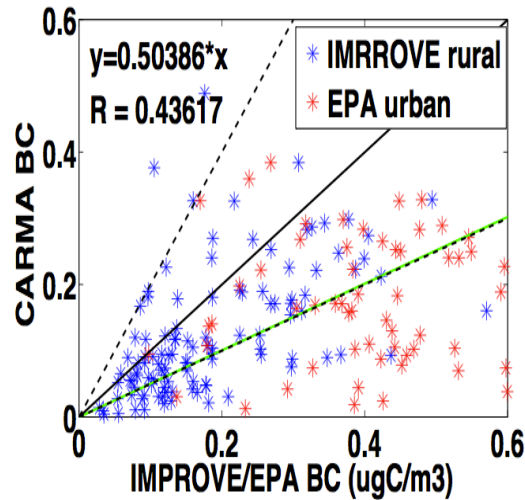 0.6
y=0.50386*x
R = 0.43617
IMRROVE rural
EPA urban
0.4
CARMA BC
0.2
0
0
0.2
0.4
0.6
IMPROVE/EPA BC (ugC/m3)